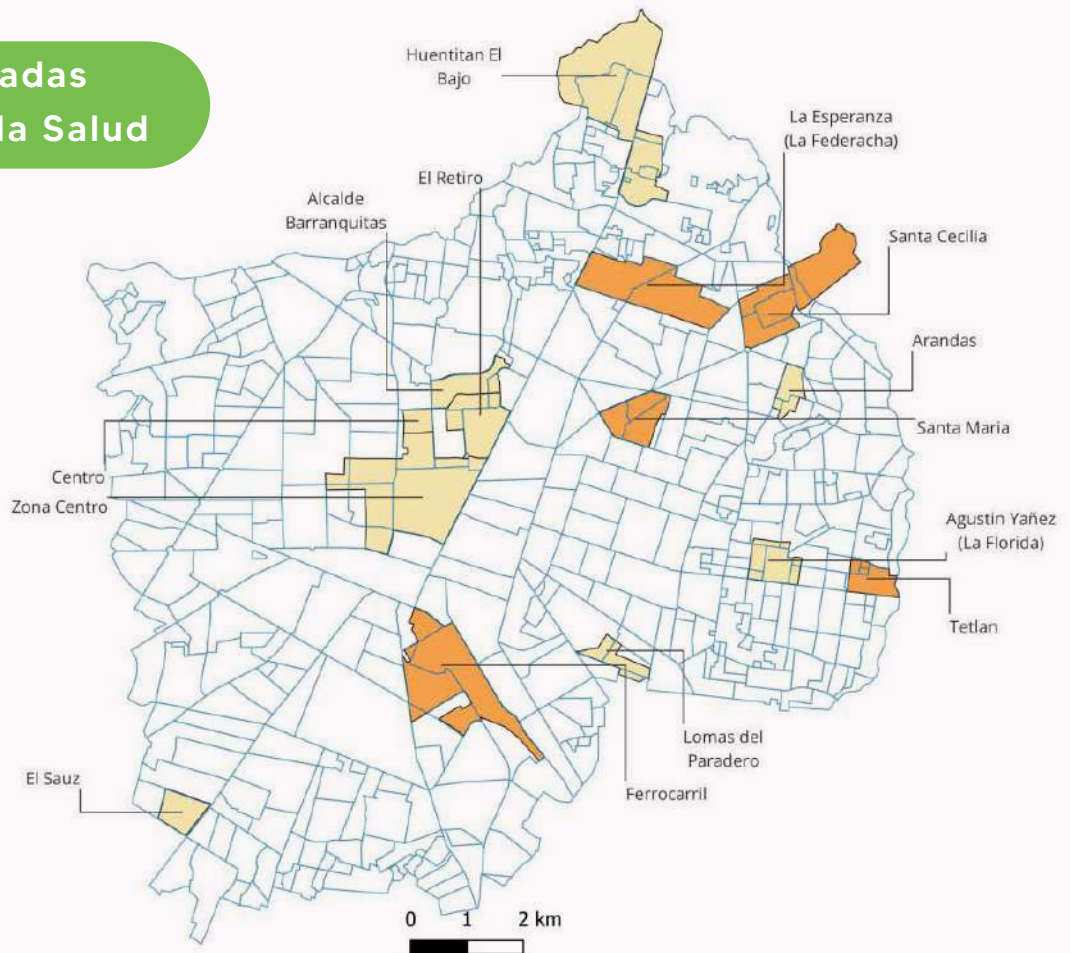 adas
la Salud
Huentitan El
Bajo
La Esperanza
(La Federacha)
El Retiro
Alcalde
Barranquitas
Santa Cecilia
Arandas
Santa Maria
Centro
Zona Centro
Agustin Yañez
(La Florida)
Tetlan
Lomas del
Paradero
Ferrocarril
El Sauz
0 1 2 km